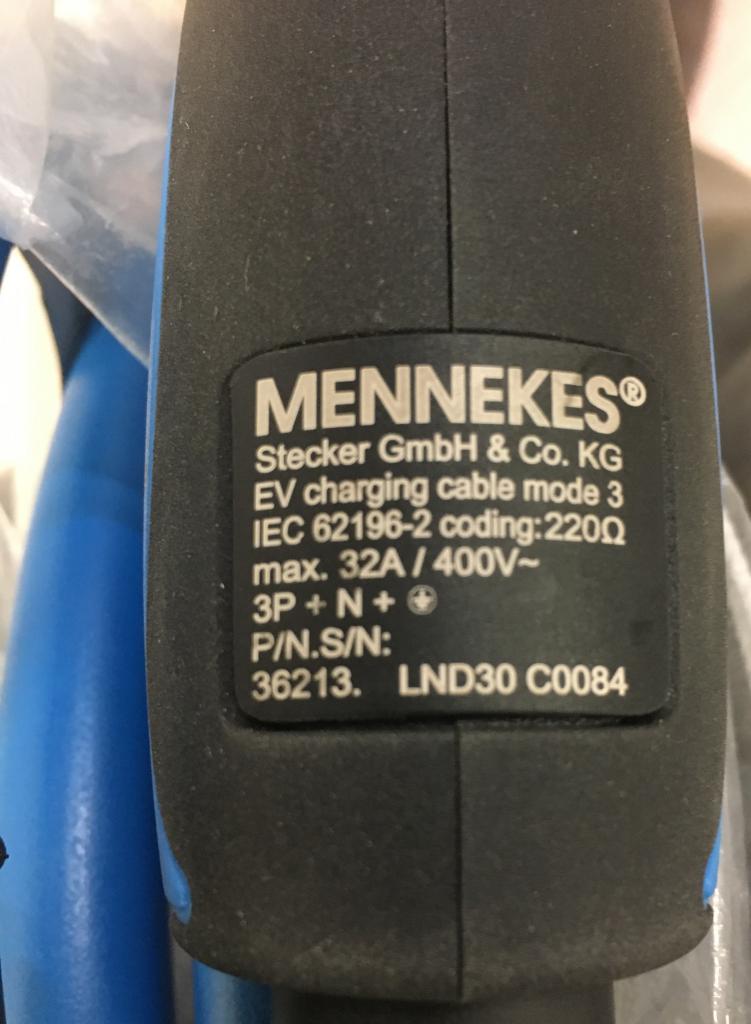 MENNEKES®
Stecker GmbH & Co. KG
EV charging cable mode 3
IEC 62196-2 coding:220Ω
max. 32A / 400V~
3P + N + ⏚
P/N.S/N:
36213. LND30 C0084